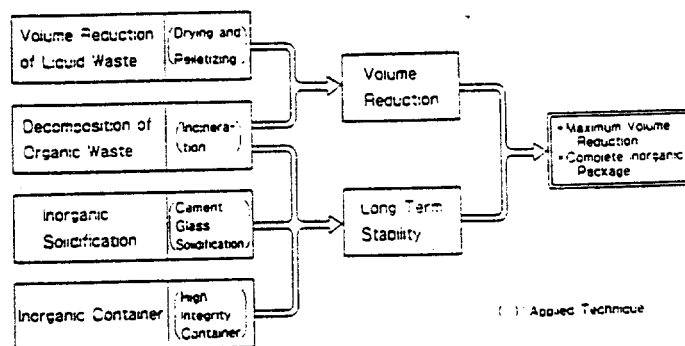 Volume Reduction
of Liquid Waste
(Drying and
Pelletizing)
Decomposition of
Organic Waste
(Incinera-
tion)
Inorganic
Solidification
(Cement
Glass
Solidification)
Inorganic Container
(High
Integrity
Container)
Volume
Reduction
Long Term
Stability
• Maximum Volume
Reduction
• Complete Inorganic
Package
( ): Applied Technique